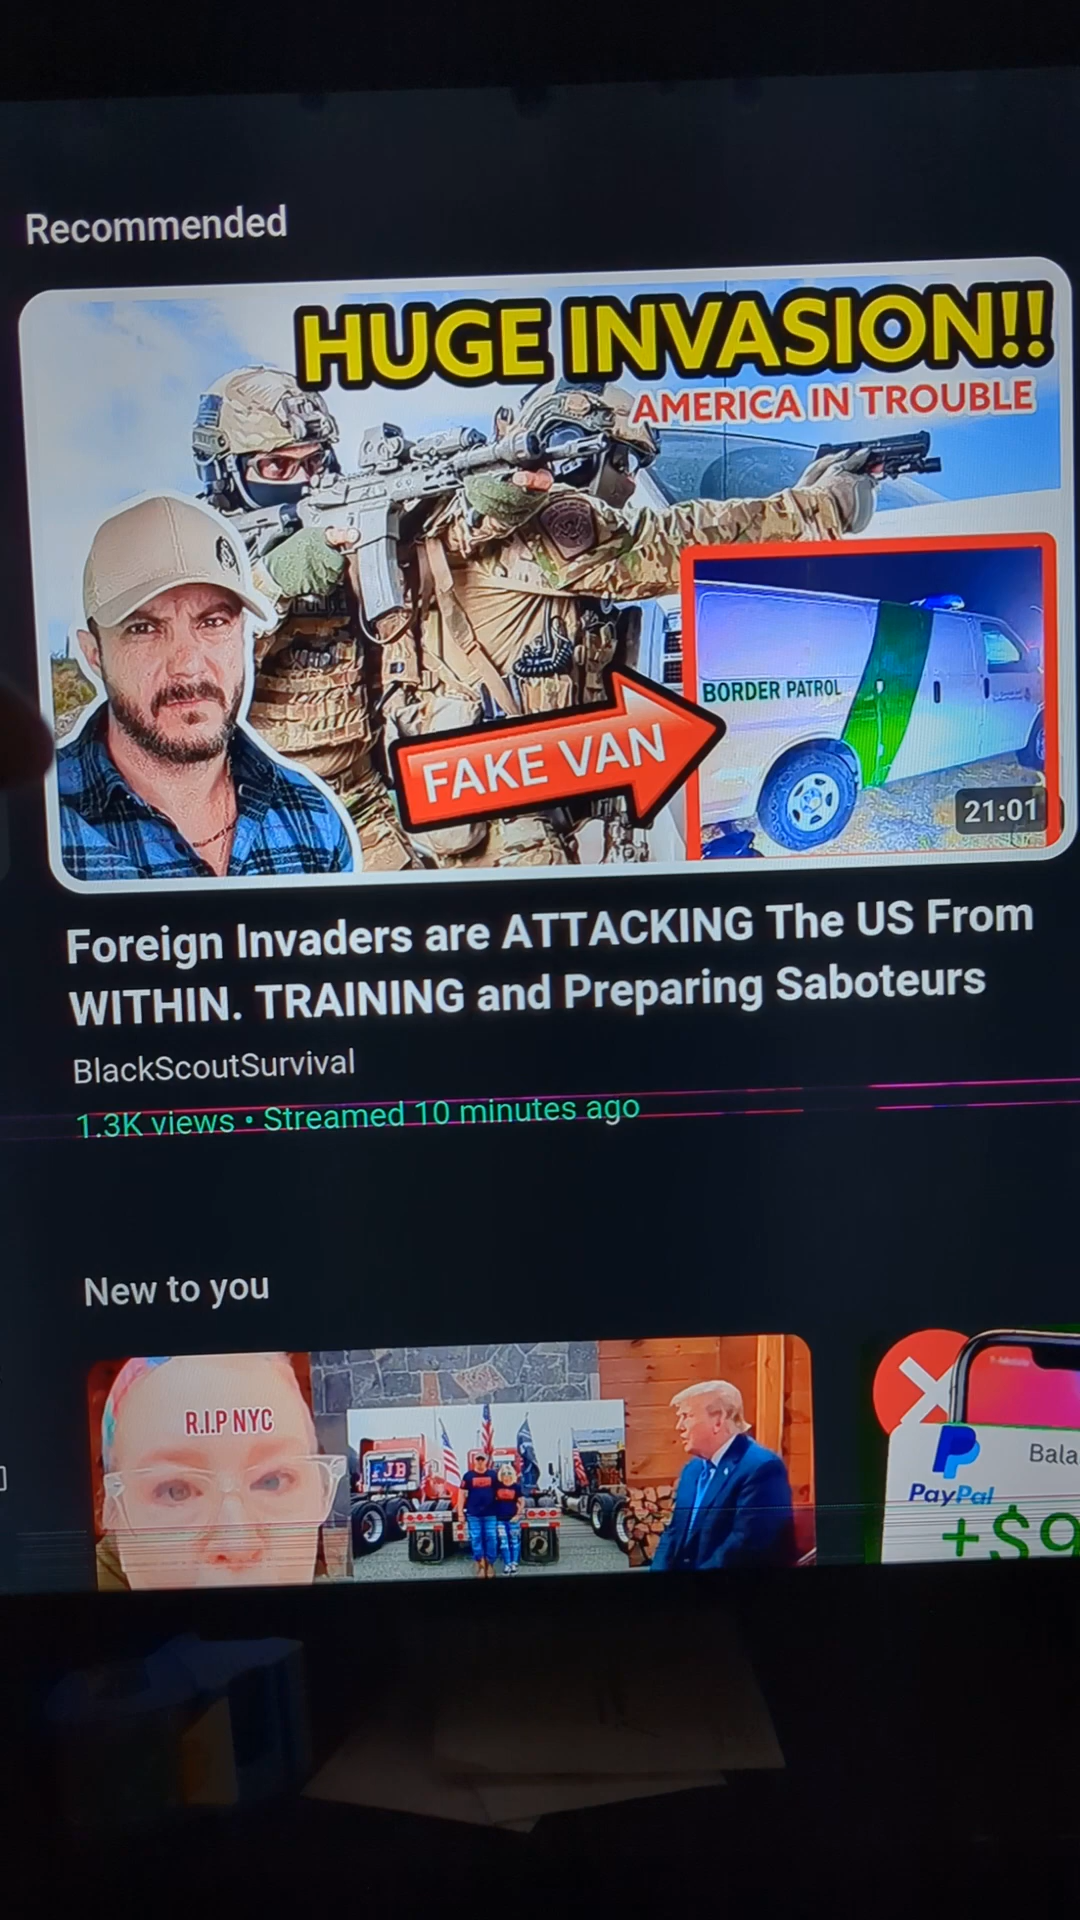 Recommended
HUGE INVASION!!
AMERICA IN TROUBLE
POLICE
BORDER PATROL
FAKE VAN
21:01
Foreign Invaders are ATTACKING The US From
WITHIN. TRAINING and Preparing Saboteurs
BlackScoutSurvival
1.3K views • Streamed 10 minutes ago
New to you
R.I.P NYC
FJB
Bala
PayPal
+$9